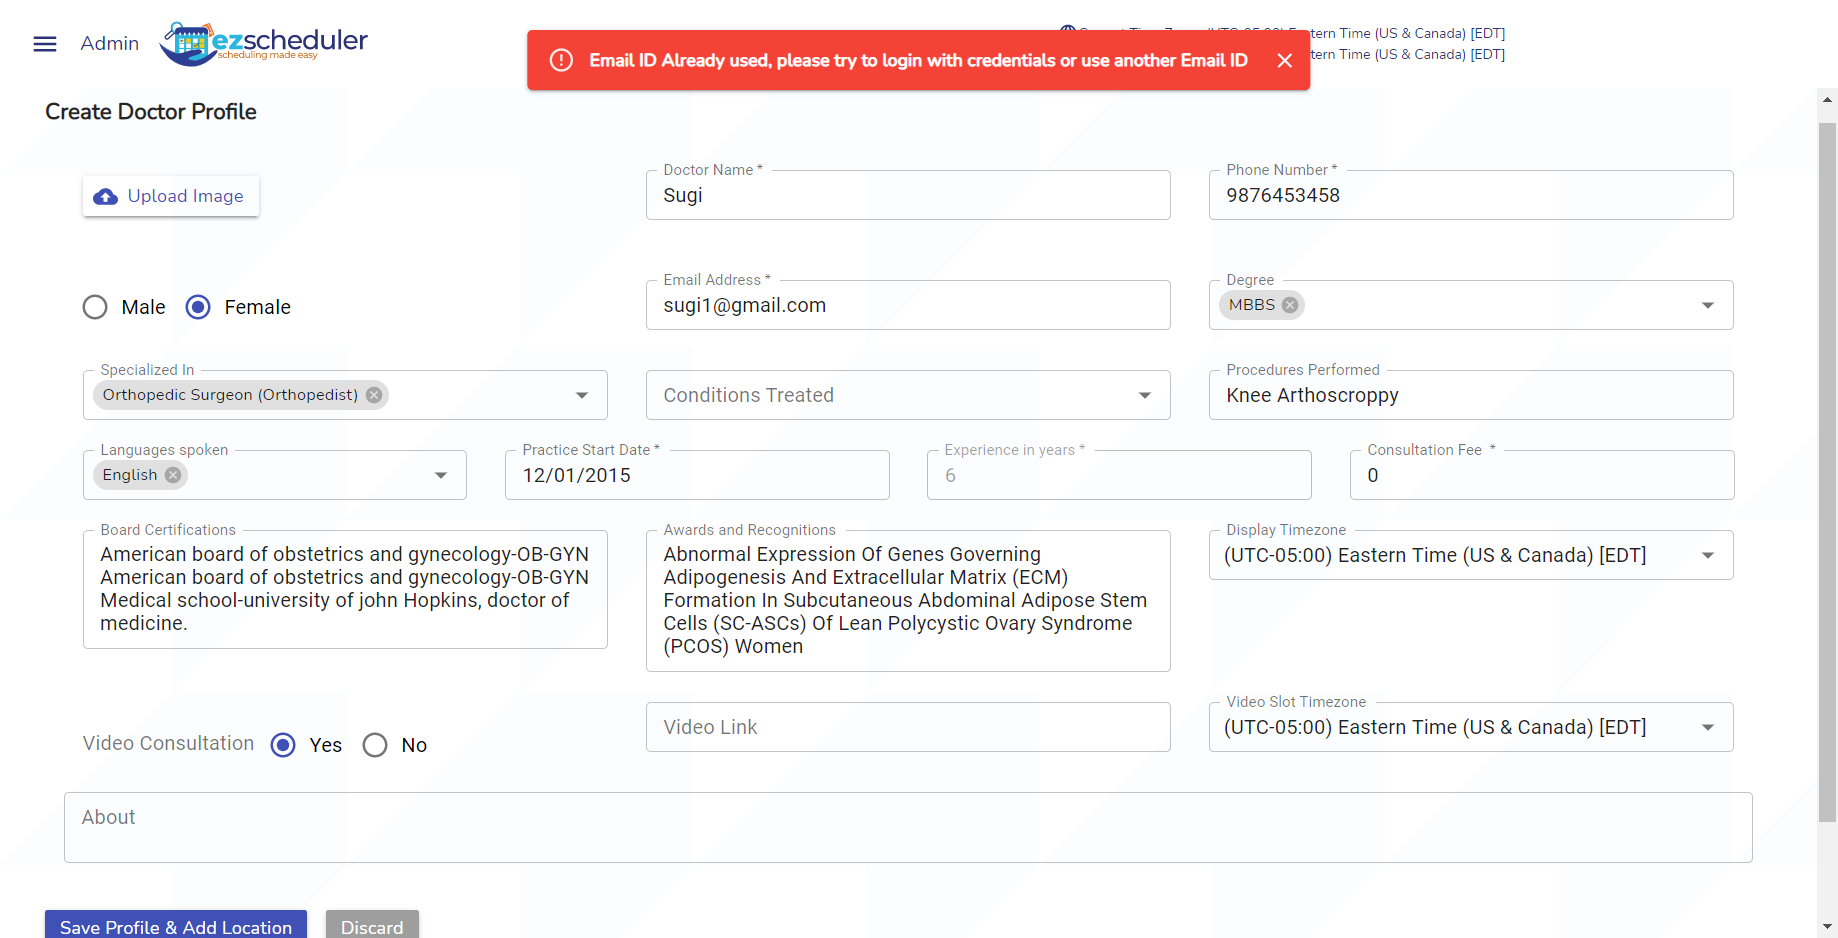 Admin
ezscheduler
scheduling made easy
Eastern Time (US & Canada) [EDT]
tern Time (US & Canada) [EDT]
Email ID Already used, please try to login with credentials or use another Email ID
Create Doctor Profile
Upload Image
Doctor Name *
Sugi
Phone Number *
9876453458
Male
Female
Email Address *
sugi1@gmail.com
Degree
MBBS
Specialized In
Orthopedic Surgeon (Orthopedist)
Conditions Treated
Procedures Performed
Knee Arthoscroppy
Languages spoken
English
Practice Start Date *
12/01/2015
Experience in years *
6
Consultation Fee *
0
Board Certifications
American board of obstetrics and gynecology-OB-GYN
American board of obstetrics and gynecology-OB-GYN
Medical school-university of john Hopkins, doctor of
medicine.
Awards and Recognitions
Abnormal Expression Of Genes Governing
Adipogenesis And Extracellular Matrix (ECM)
Formation In Subcutaneous Abdominal Adipose Stem
Cells (SC-ASCs) Of Lean Polycystic Ovary Syndrome
(PCOS) Women
Display Timezone
(UTC-05:00) Eastern Time (US & Canada) [EDT]
Video Consultation
Yes
No
Video Link
Video Slot Timezone
(UTC-05:00) Eastern Time (US & Canada) [EDT]
About
Save Profile & Add Location
Discard